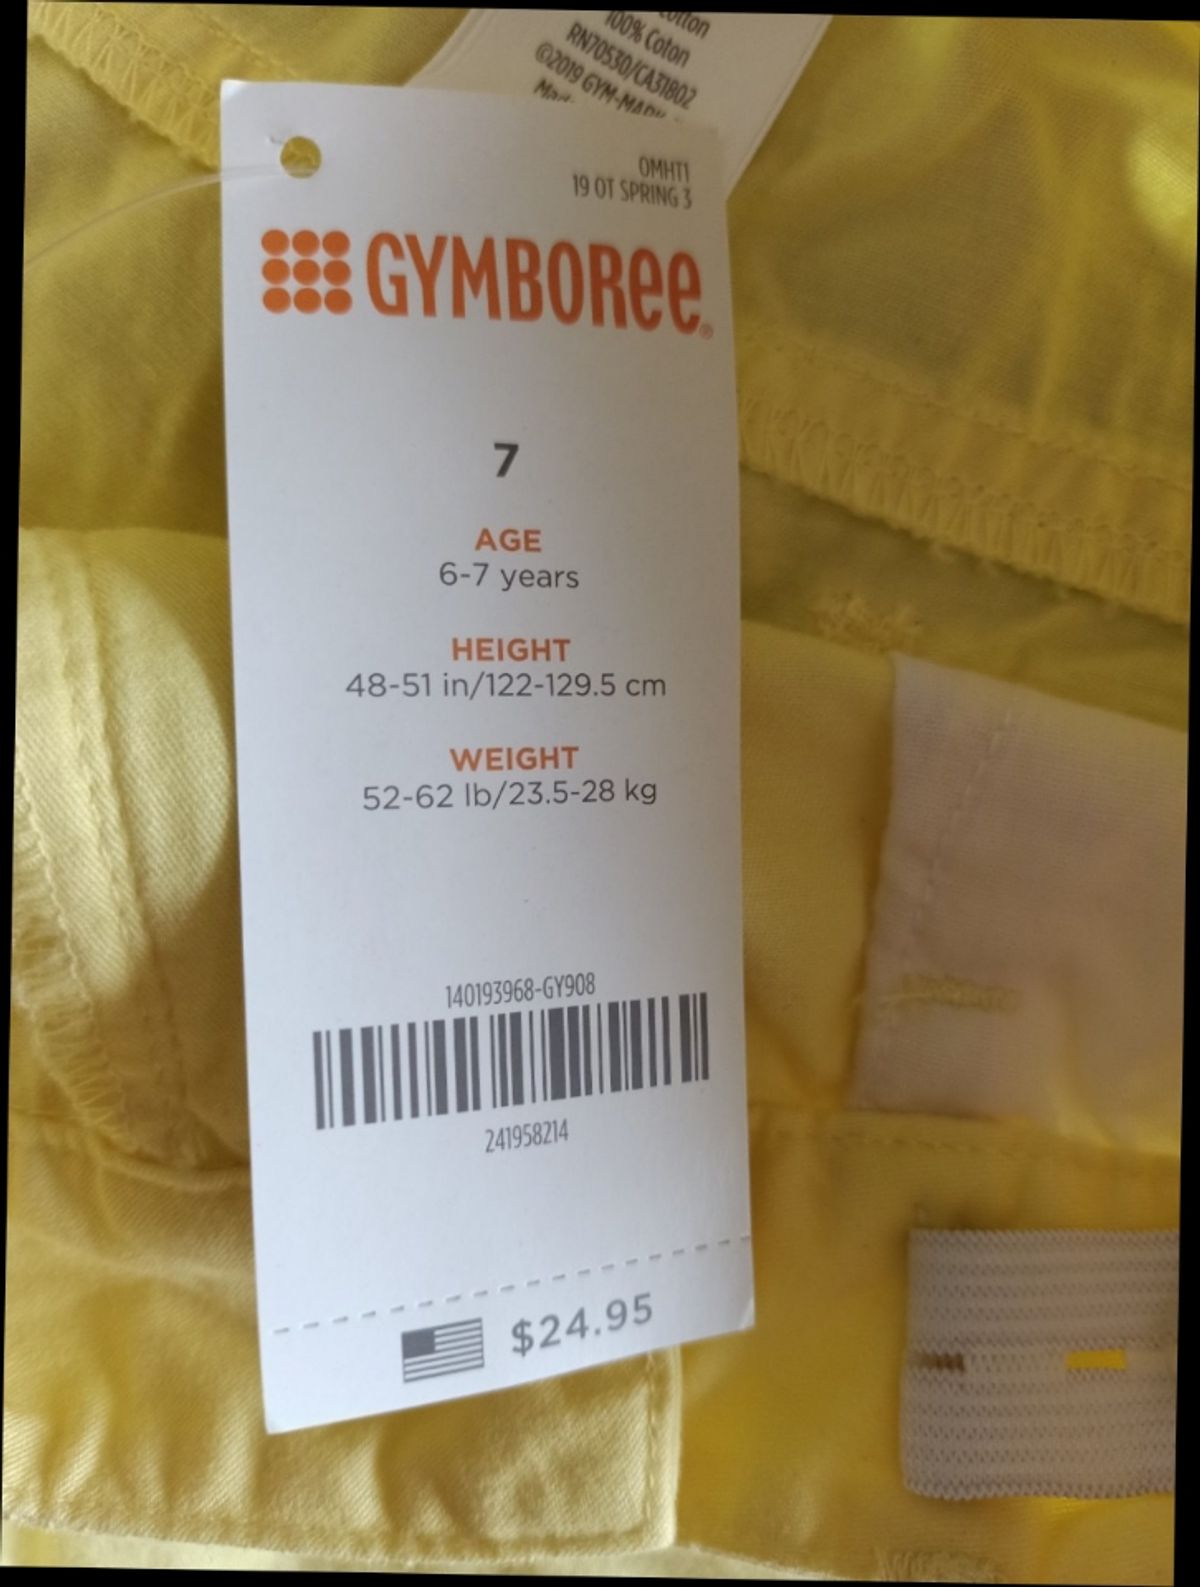 100% Coton
RN70530/CA31802
©2019 GYM-MARK
OMHT1
19 OT SPRING 3
GYMBOREE®
7
AGE
6-7 years
HEIGHT
48-51 in/122-129.5 cm
WEIGHT
52-62 lb/23.5-28 kg
140193968-GY908
241958214
$24.95